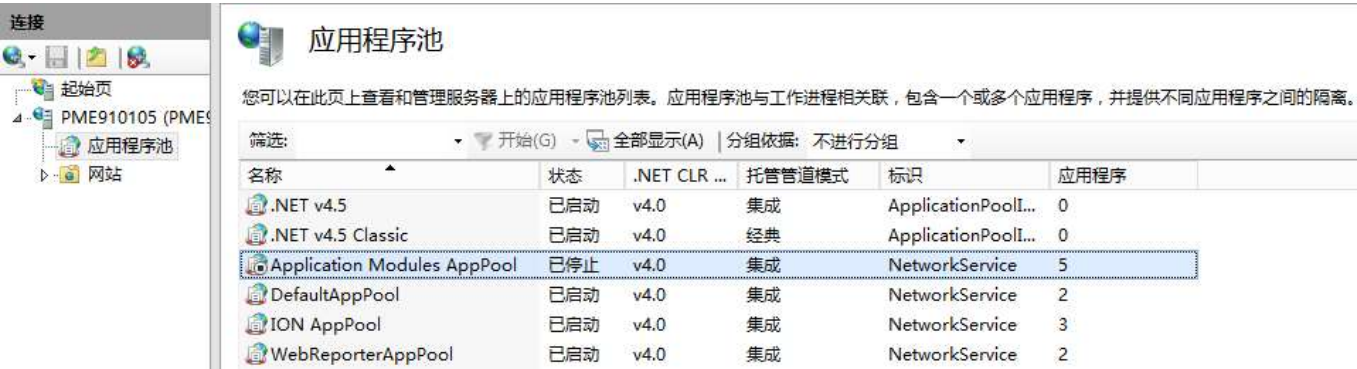 连接
起始页
PME910105 (PME9
应用程序池
网站
应用程序池
您可以在此页上查看和管理服务器上的应用程序池列表。应用程序池与工作进程相关联，包含一个或多个应用程序，并提供不同应用程序之间的隔离。
筛选: 开始(G) 全部显示(A) 分组依据: 不进行分组
名称 状态 .NET CLR ... 托管管道模式 标识 应用程序
.NET v4.5 已启动 v4.0 集成 ApplicationPoolI... 0
.NET v4.5 Classic 已启动 v4.0 经典 ApplicationPoolI... 0
Application Modules AppPool 已停止 v4.0 集成 NetworkService 5
DefaultAppPool 已启动 v4.0 集成 NetworkService 2
ION AppPool 已启动 v4.0 集成 NetworkService 3
WebReporterAppPool 已启动 v4.0 集成 NetworkService 2